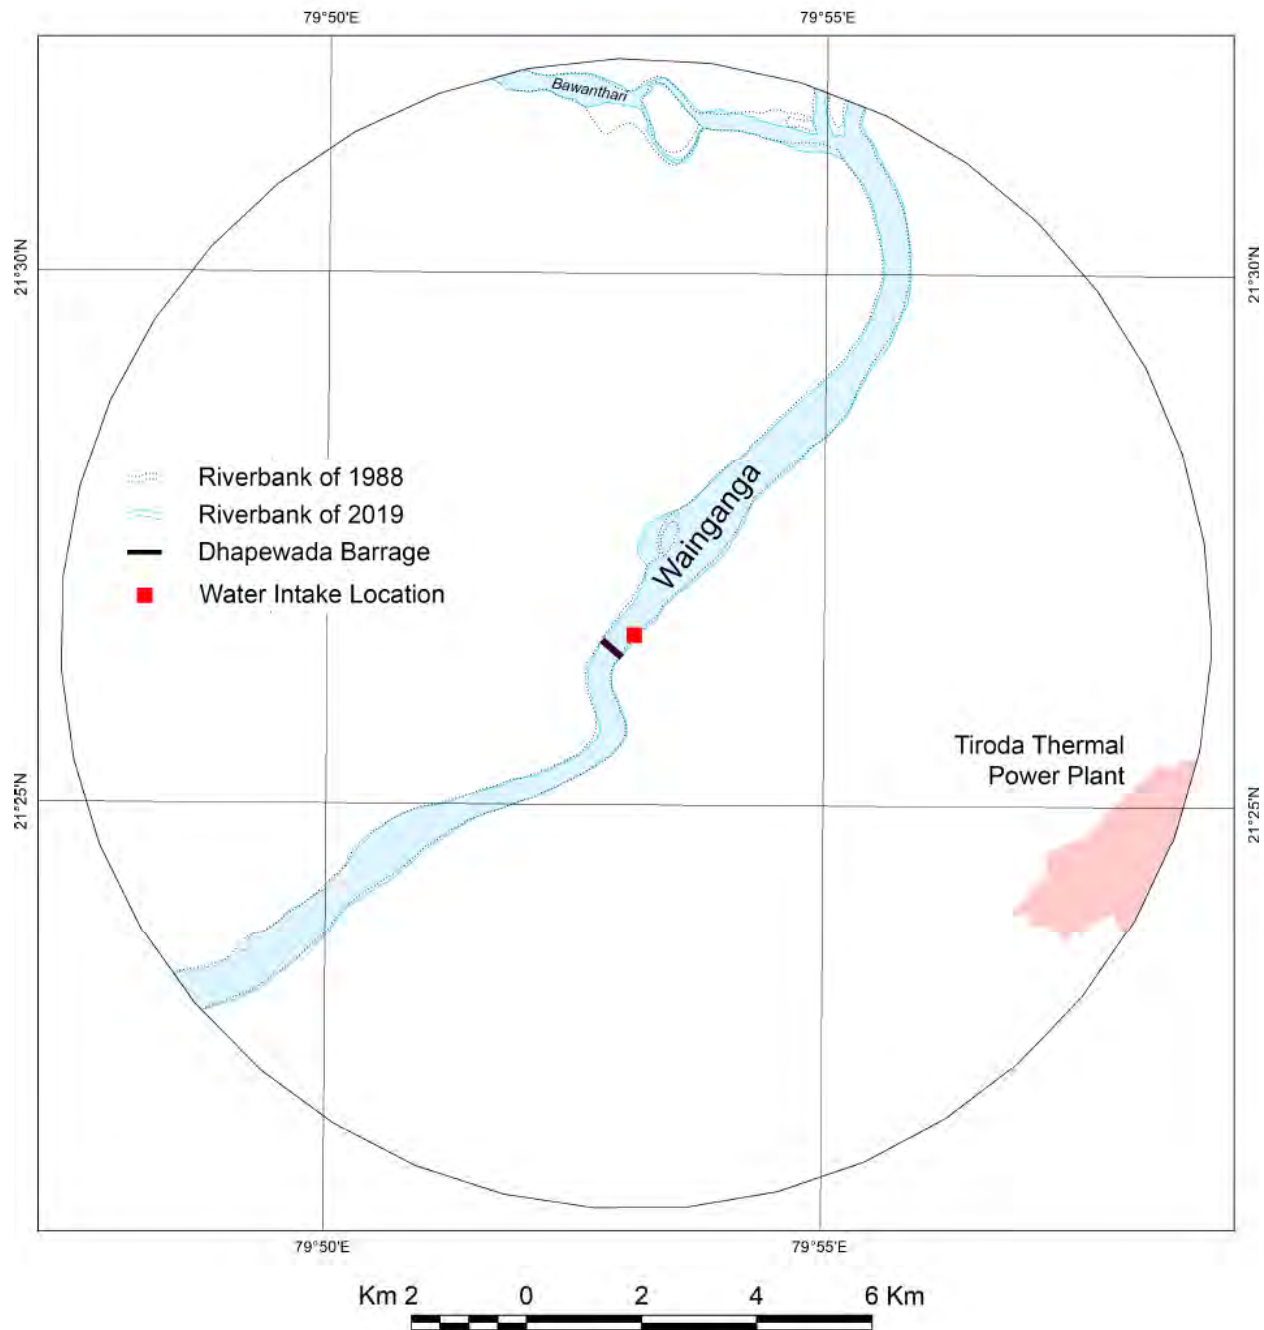 79°50'E
79°55'E
Bawanthari
21°30'N
21°30'N
Riverbank of 1988
Riverbank of 2019
Dhapewada Barrage
Water Intake Location
Wainganga
Tiroda Thermal
Power Plant
21°25'N
21°25'N
79°50'E
79°55'E
Km 2 0 2 4 6 Km